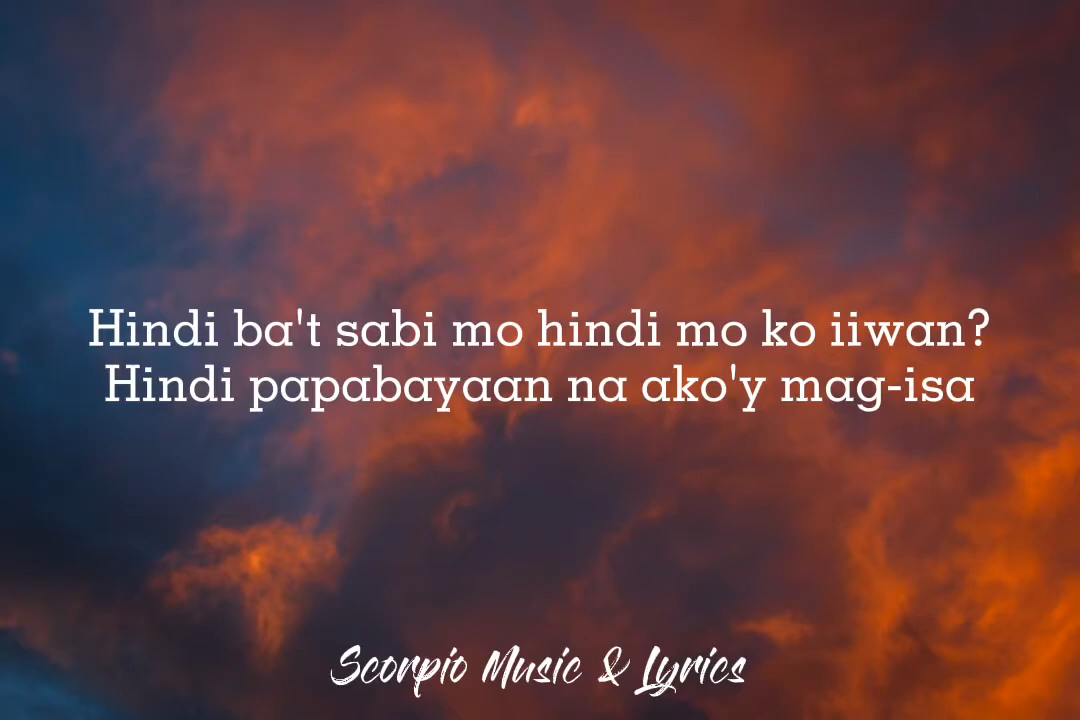 Hindi ba't sabi mo hindi mo ko iiwan?
Hindi papabayaan na ako'y mag-isa
Scorpio Music & Lyrics